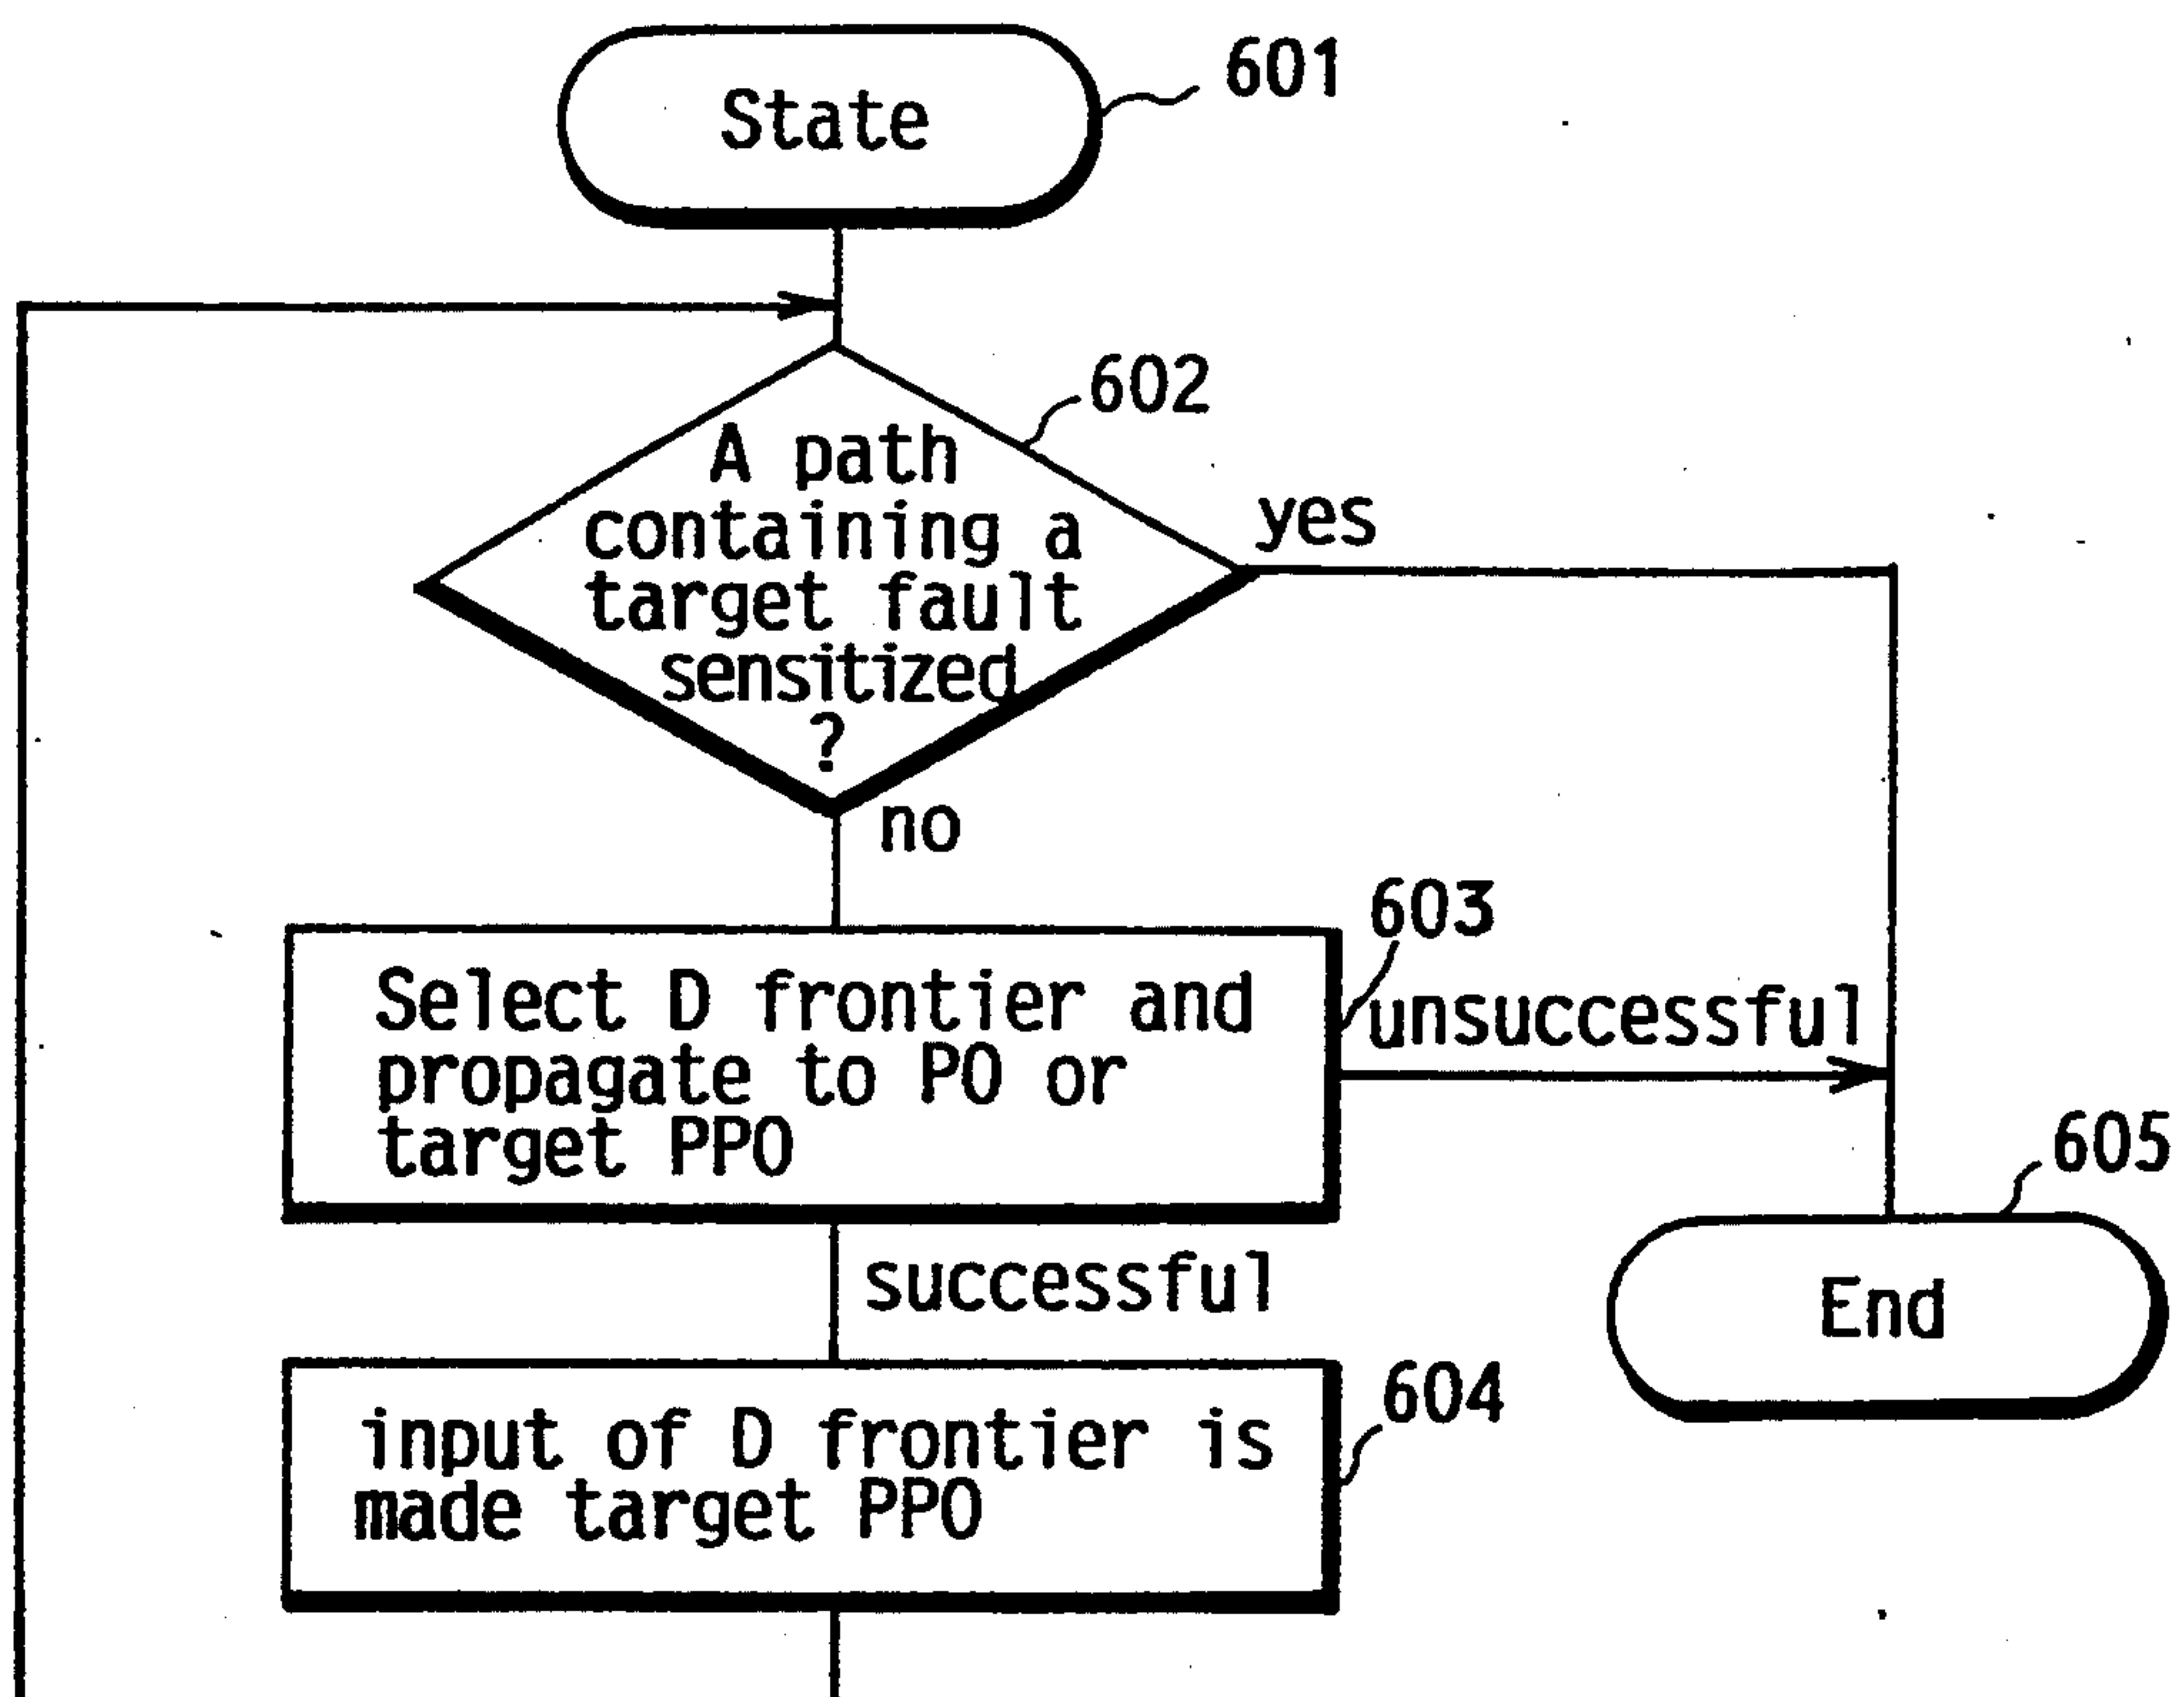 State
601
602
A path
containing a
target fault
sensitized
?
yes
no
603
Select D frontier and
propagate to PO or
target PPO
unsuccessful
605
End
successful
604
input of D frontier is
made target PPO